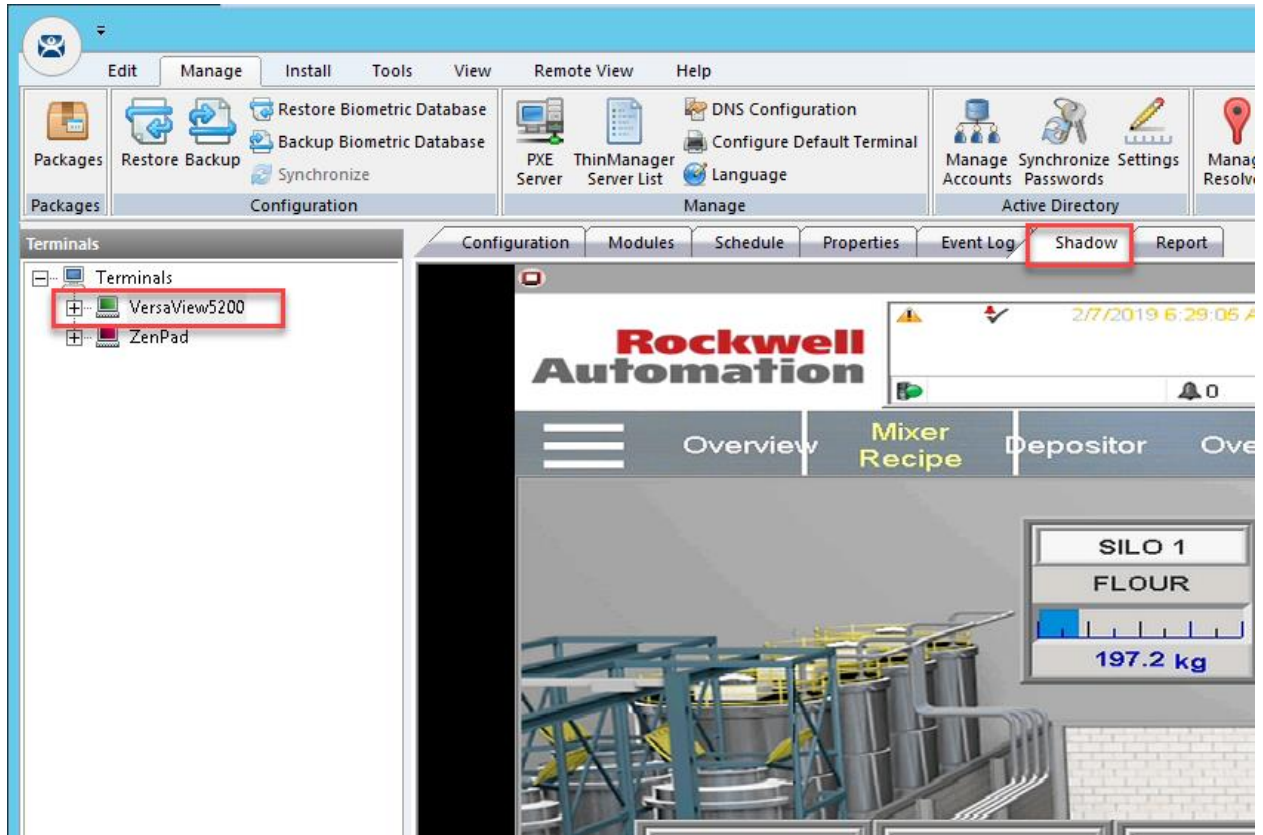 Edit Manage Install Tools View Remote View Help
Packages
Restore
Backup
Restore Biometric Database
Backup Biometric Database
Synchronize
PXE
Server
ThinManager
Server List
DNS Configuration
Configure Default Terminal
Language
Manage
Accounts
Synchronize
Passwords
Settings
Packages
Configuration
Manage
Active Directory
Terminals
Configuration Modules Schedule Properties Event Log Shadow Report
Terminals
VersaView5200
ZenPad
2/7/2019 6:29:05
Rockwell
Automation
0
Overview
Mixer
Recipe
Depositor
SILO 1
FLOUR
197.2 kg